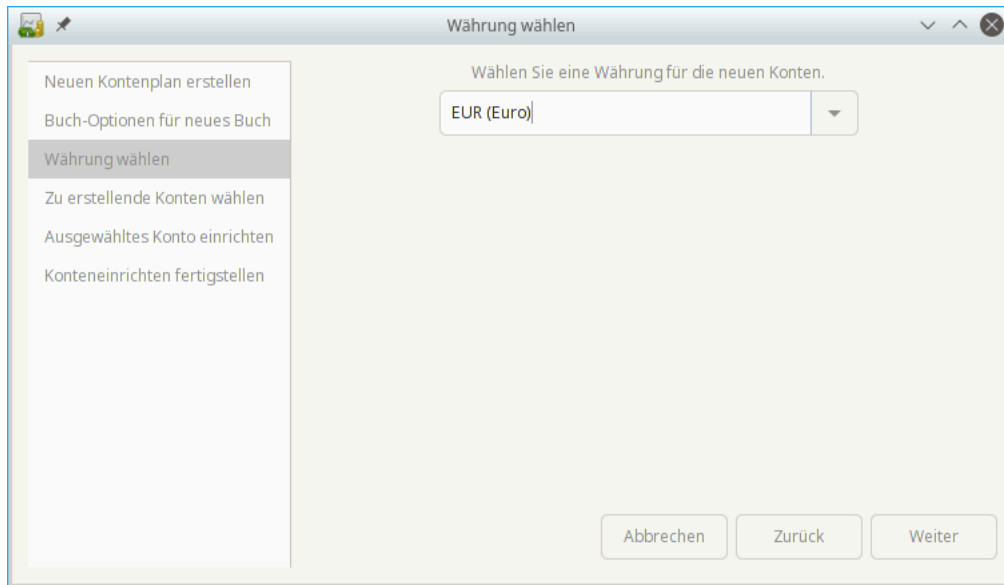 Währung wählen
Neuen Kontenplan erstellen
Buch-Optionen für neues Buch
Währung wählen
Zu erstellende Konten wählen
Ausgewähltes Konto einrichten
Konteneinrichten fertigstellen
Wählen Sie eine Währung für die neuen Konten.
EUR (Euro)
Abbrechen
Zurück
Weiter